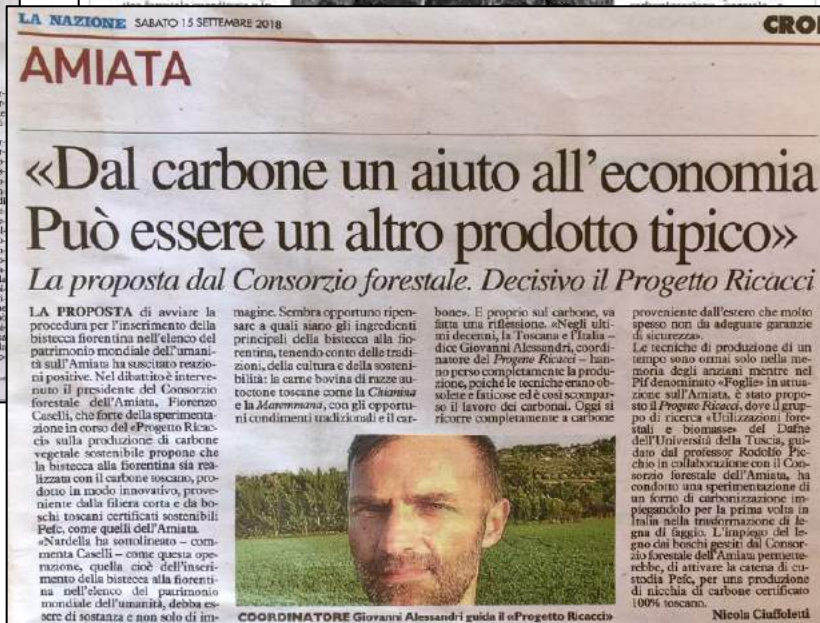 LA NAZIONE SABATO 15 SETTEMBRE 2018
AMIATA
«Dal carbone un aiuto all'economia
Può essere un altro prodotto tipico»
La proposta dal Consorzio forestale. Decisivo il Progetto Ricacci
LA PROPOSTA di avviare la
procedura per l'inserimento della
bistecca fiorentina nell'elenco del
patrimonio mondiale dell'umani-
tà sull'Amiata ha suscitato reazio-
ni positive. Nel dibattito è interve-
nuto il presidente del Consorzio
forestale dell'Amiata, Fiorenzo
Caselli, che forte della sperimenta-
zione in corso del «Progetto Ricac-
ci» sulla produzione di carbone
vegetale sostenibile propone che
la bistecca alla fiorentina sia rea-
lizzata con il carbone toscano, pro-
dotto in modo innovativo, prove-
niente dalla filiera corta e da bo-
schi toscani certificati sostenibili
Pefc, come quelli dell'Amiata.
«Nardella ha sottolineato – com-
menta Caselli – come questa ope-
razione, quella cioè dell'inseri-
mento della bistecca alla fiorenti-
na nell'elenco del patrimonio
mondiale dell'umanità, debba es-
sere di sostanza e non solo di im-
magine. Sembra opportuno ripen-
sare a quali siano gli ingredienti
principali della bistecca alla fio-
rentina, tenendo conto delle tradi-
zioni, della cultura e della sosteni-
bilità: la carne bovina di razze au-
toctone toscane come la Chianina
e la Maremmana, con gli opportu-
ni condimenti tradizionali e il car-
bone». E proprio sul carbone, va
fatta una riflessione. «Negli ulti-
mi decenni, la Toscana e l'Italia –
dice Giovanni Alessandri, coordi-
natore del Progetto Ricacci – han-
no perso completamente la produ-
zione, poiché le tecniche erano ob-
solete e faticose ed è così scompar-
so il lavoro dei carbonai. Oggi si
ricorre completamente a carbone
proveniente dall'estero che molto
spesso non da adeguate garanzie
di sicurezza».
Le tecniche di produzione di un
tempo sono ormai solo nella me-
moria degli anziani mentre nel
Pif denominato «Foglie» in attua-
zione sull'Amiata, è stato propo-
sto il Progetto Ricacci, dove il grup-
po di ricerca «Utilizzazioni fore-
stali e biomasse» del Dafne
dell'Università della Tuscia, gui-
dato dal professor Rodolfo Pic-
chio in collaborazione con il Con-
sorzio forestale dell'Amiata, ha
condotto una sperimentazione di
un forno di carbonizzazione im-
piegandolo per la prima volta in
Italia nella trasformazione di le-
gna di faggio. L'impiego del le-
gno dai boschi gestiti dal Consor-
zio forestale dell'Amiata permette-
rebbe, di attivare la catena di cu-
stodia Pefc, per una produzione
di nicchia di carbone certificato
100% toscano.
Nicola Ciuffoletti
COORDINATORE Giovanni Alessandri guida il «Progetto Ricacci»